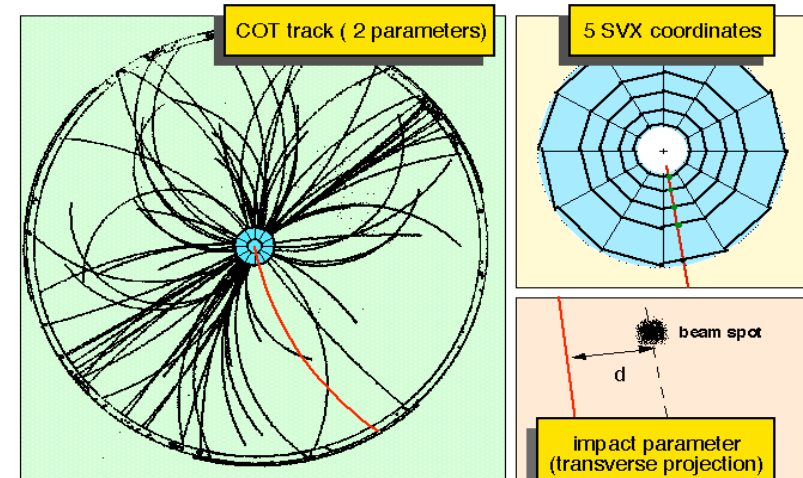 COT track ( 2 parameters)
5 SVX coordinates
beam spot
d
impact parameter
(transverse projection)